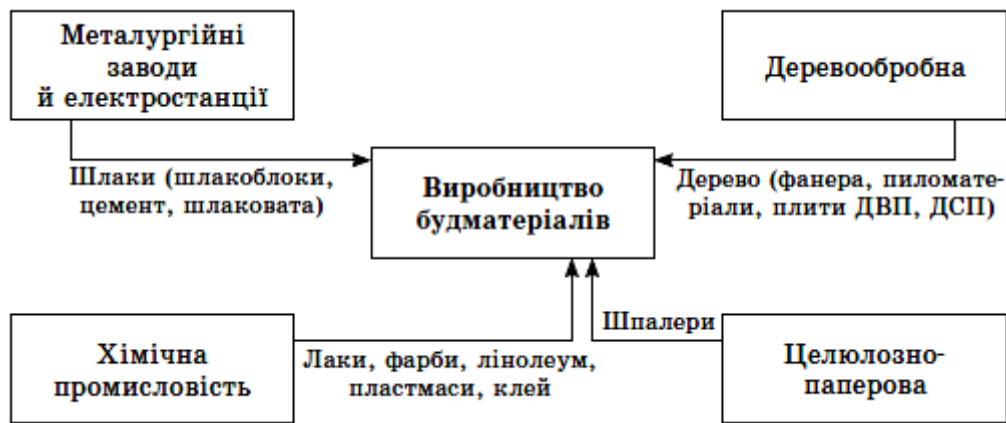 Металургійні
заводи
й електростанції
Деревообробна
Шлаки (шлакоблоки,
цемент, шлаковата)
Виробництво
будматеріалів
Дерево (фанера, пиломате-
ріали, плити ДВП, ДСП)
Хімічна
промисловість
Лаки, фарби, лінолеум,
пластмаси, клей
Шпалери
Целюлозно-
паперова